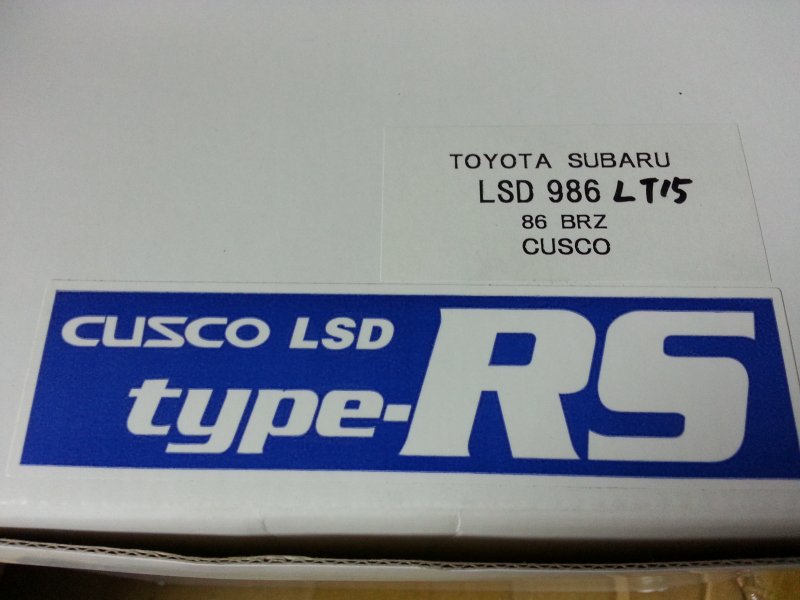 TOYOTA SUBARU
LSD 986 LT15
86 BRZ
CUSCO
CUSCO LSD
type-RS